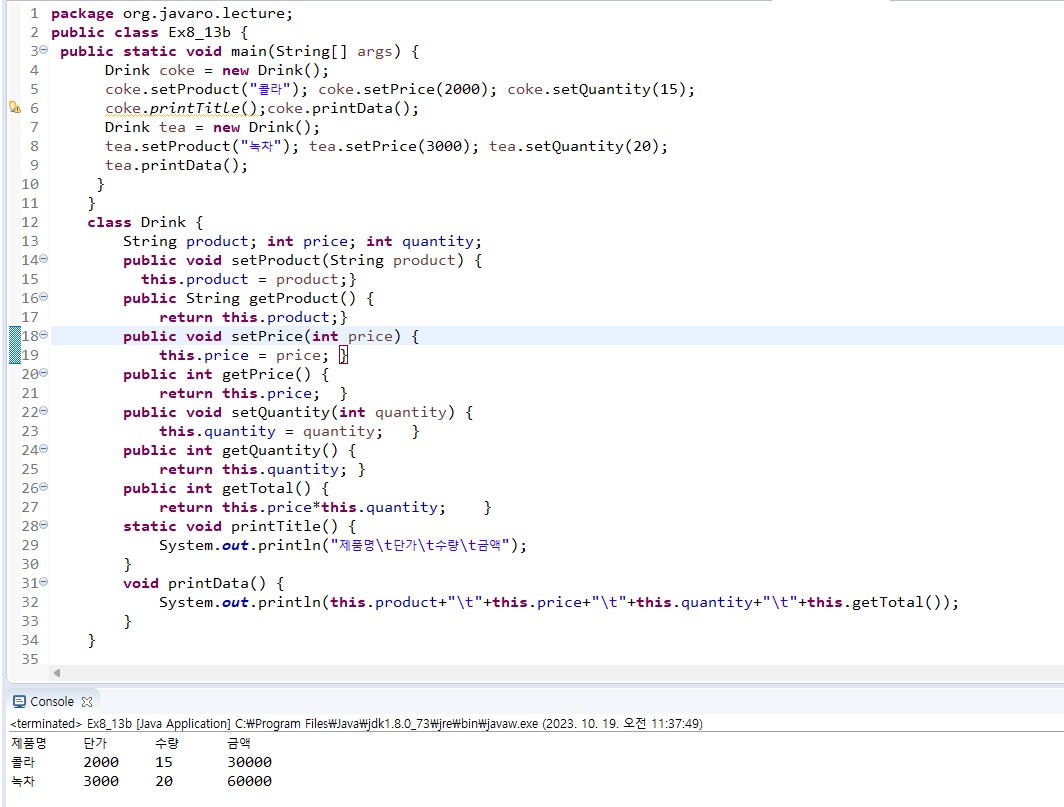 1 package org.javaro.lecture;
2 public class Ex8_13b {
3 public static void main(String[] args) {
4 Drink coke = new Drink();
5 coke.setProduct("콜라"); coke.setPrice(2000); coke.setQuantity(15);
6 coke.printTitle();coke.printData();
7 Drink tea = new Drink();
8 tea.setProduct("녹차"); tea.setPrice(3000); tea.setQuantity(20);
9 tea.printData();
10 }
11 }
12 class Drink {
13 String product; int price; int quantity;
14 public void setProduct(String product) {
15 this.product = product;}
16 public String getProduct() {
17 return this.product;}
18 public void setPrice(int price) {
19 this.price = price; }
20 public int getPrice() {
21 return this.price; }
22 public void setQuantity(int quantity) {
23 this.quantity = quantity; }
24 public int getQuantity() {
25 return this.quantity; }
26 public int getTotal() {
27 return this.price*this.quantity; }
28 static void printTitle() {
29 System.out.println("제품명\t단가\t수량\t금액");
30 }
31 void printData() {
32 System.out.println(this.product+"\t"+this.price+"\t"+this.quantity+"\t"+this.getTotal());
33 }
34 }
35
Console
<terminated> Ex8_13b [Java Application] C:₩Program Files₩Java₩jdk1.8.0_73₩jre₩bin₩javaw.exe (2023. 10. 19. 오전 11:37:49)
제품명 단가 수량 금액
콜라 2000 15 30000
녹차 3000 20 60000